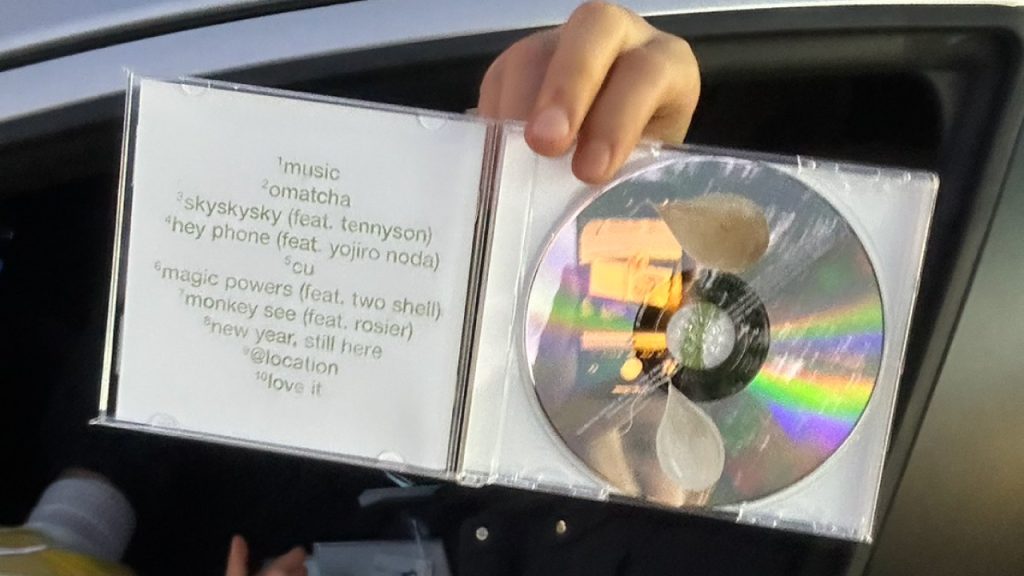 ¹music
²omatcha
³skyskysky (feat. tennyson)
⁴hey phone (feat. yojiro noda)
⁵cu
⁶magic powers (feat. two shell)
⁷monkey see (feat. rosier)
⁸new year, still here
⁹@location
¹⁰love it